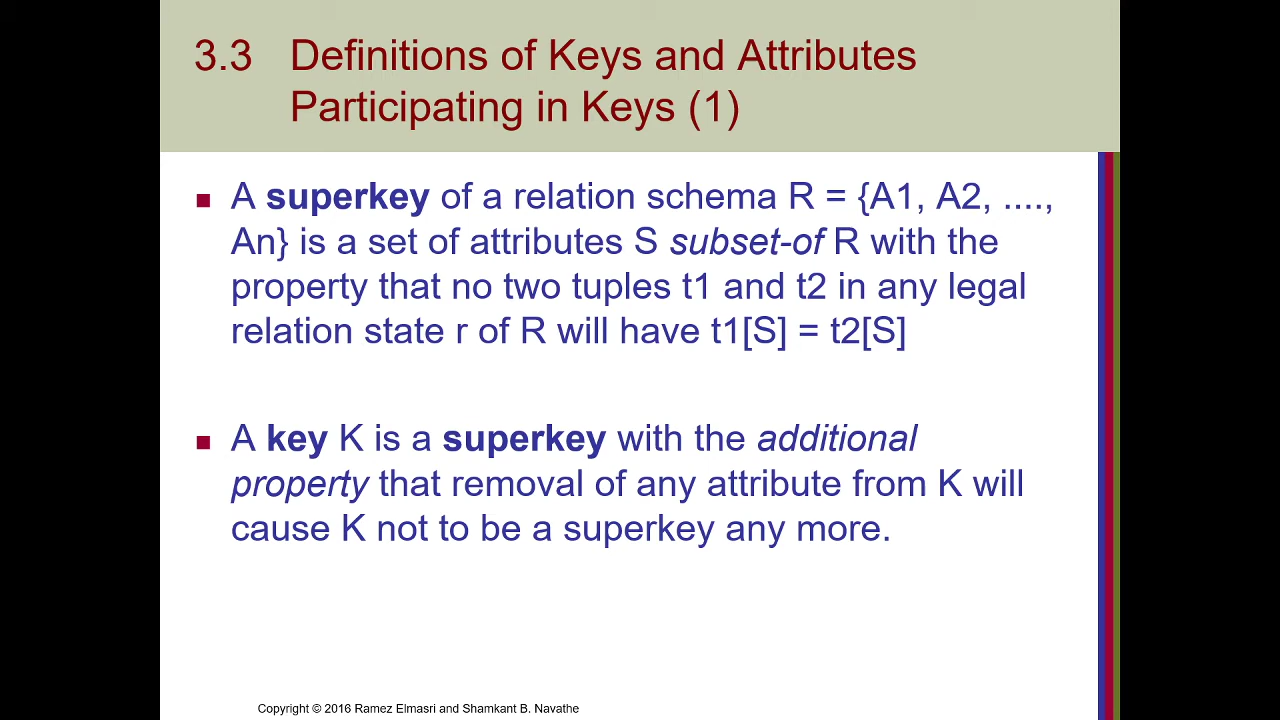 3.3 Definitions of Keys and Attributes
Participating in Keys (1)
A superkey of a relation schema R = {A1, A2, ....,
An} is a set of attributes S subset-of R with the
property that no two tuples t1 and t2 in any legal
relation state r of R will have t1[S] = t2[S]
A key K is a superkey with the additional
property that removal of any attribute from K will
cause K not to be a superkey any more.
Copyright © 2016 Ramez Elmasri and Shamkant B. Navathe